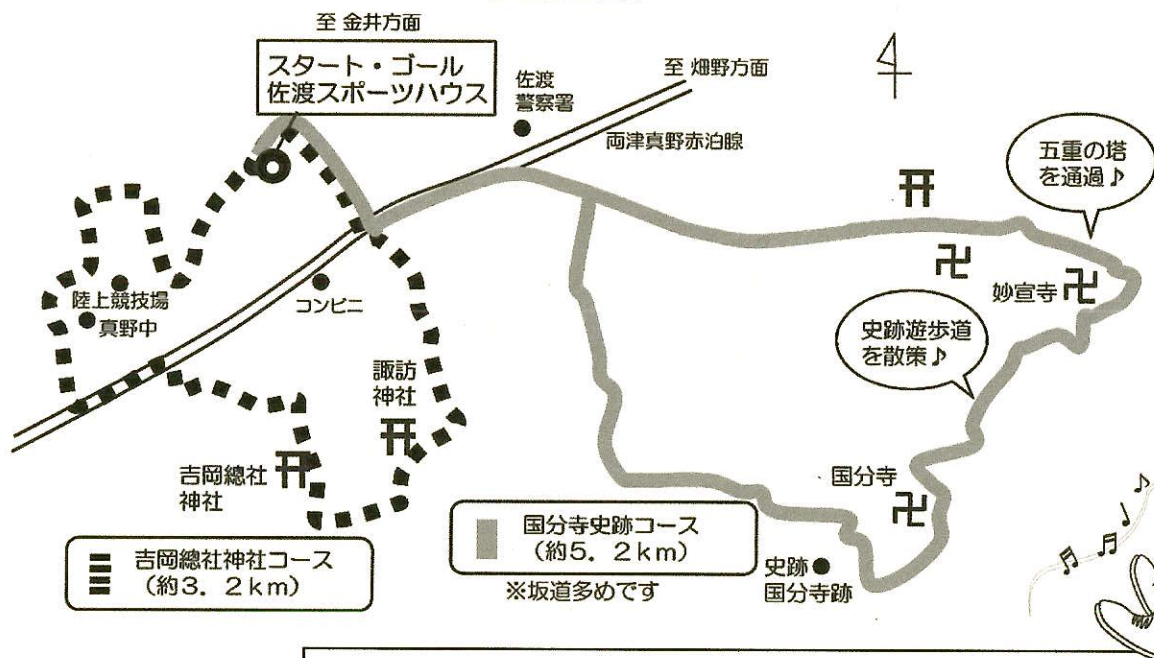 至 金井方面
スタート・ゴール
佐渡スポーツハウス
佐渡
警察署
至 畑野方面
両津真野赤泊線
五重の塔
を通過♪
妙宣寺
史跡遊歩道
を散策♪
陸上競技場
真野中
コンビニ
諏訪
神社
吉岡總社
神社
国分寺
史跡
国分寺跡
吉岡總社神社コース
(約3．2km)
国分寺史跡コース
(約5．2km)
※坂道多めです